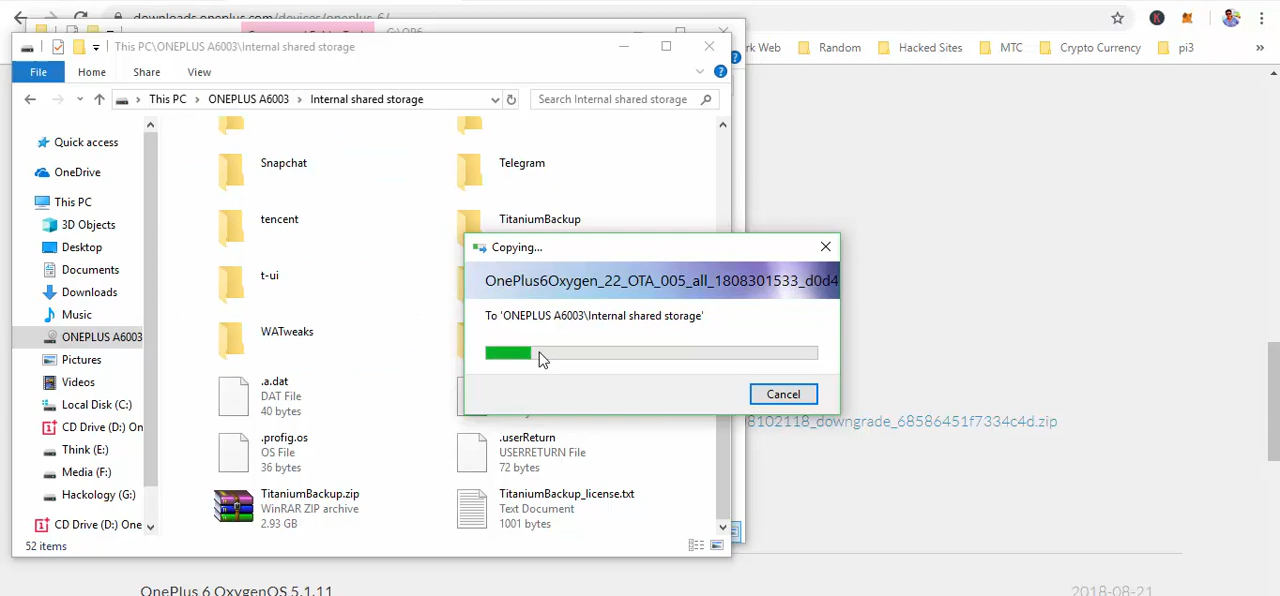 downloads.oneplus.com/devices/oneplus-6/
rk Web
Random
Hacked Sites
MTC
Crypto Currency
pi3
»
This PC\ONEPLUS A6003\Internal shared storage
File
Home
Share
View
This PC › ONEPLUS A6003 › Internal shared storage
Search Internal shared storage
Quick access
OneDrive
This PC
3D Objects
Desktop
Documents
Downloads
Music
ONEPLUS A6003
Pictures
Videos
Local Disk (C:)
CD Drive (D:) On
Think (E:)
Media (F:)
Hackology (G:)
CD Drive (D:) One
Snapchat
Telegram
tencent
TitaniumBackup
t-ui
WATweaks
.a.dat
DAT File
40 bytes
.profig.os
OS File
36 bytes
.userReturn
USERRETURN File
72 bytes
TitaniumBackup.zip
WinRAR ZIP archive
2.93 GB
TitaniumBackup_license.txt
Text Document
1001 bytes
52 items
Copying...
OnePlus6Oxygen_22_OTA_005_all_1808301533_d0d4
To 'ONEPLUS A6003\Internal shared storage'
Cancel
8102118_downgrade_68586451f7334c4d.zip
OnePlus 6 OxygenOS 5.1.11
2018-08-21